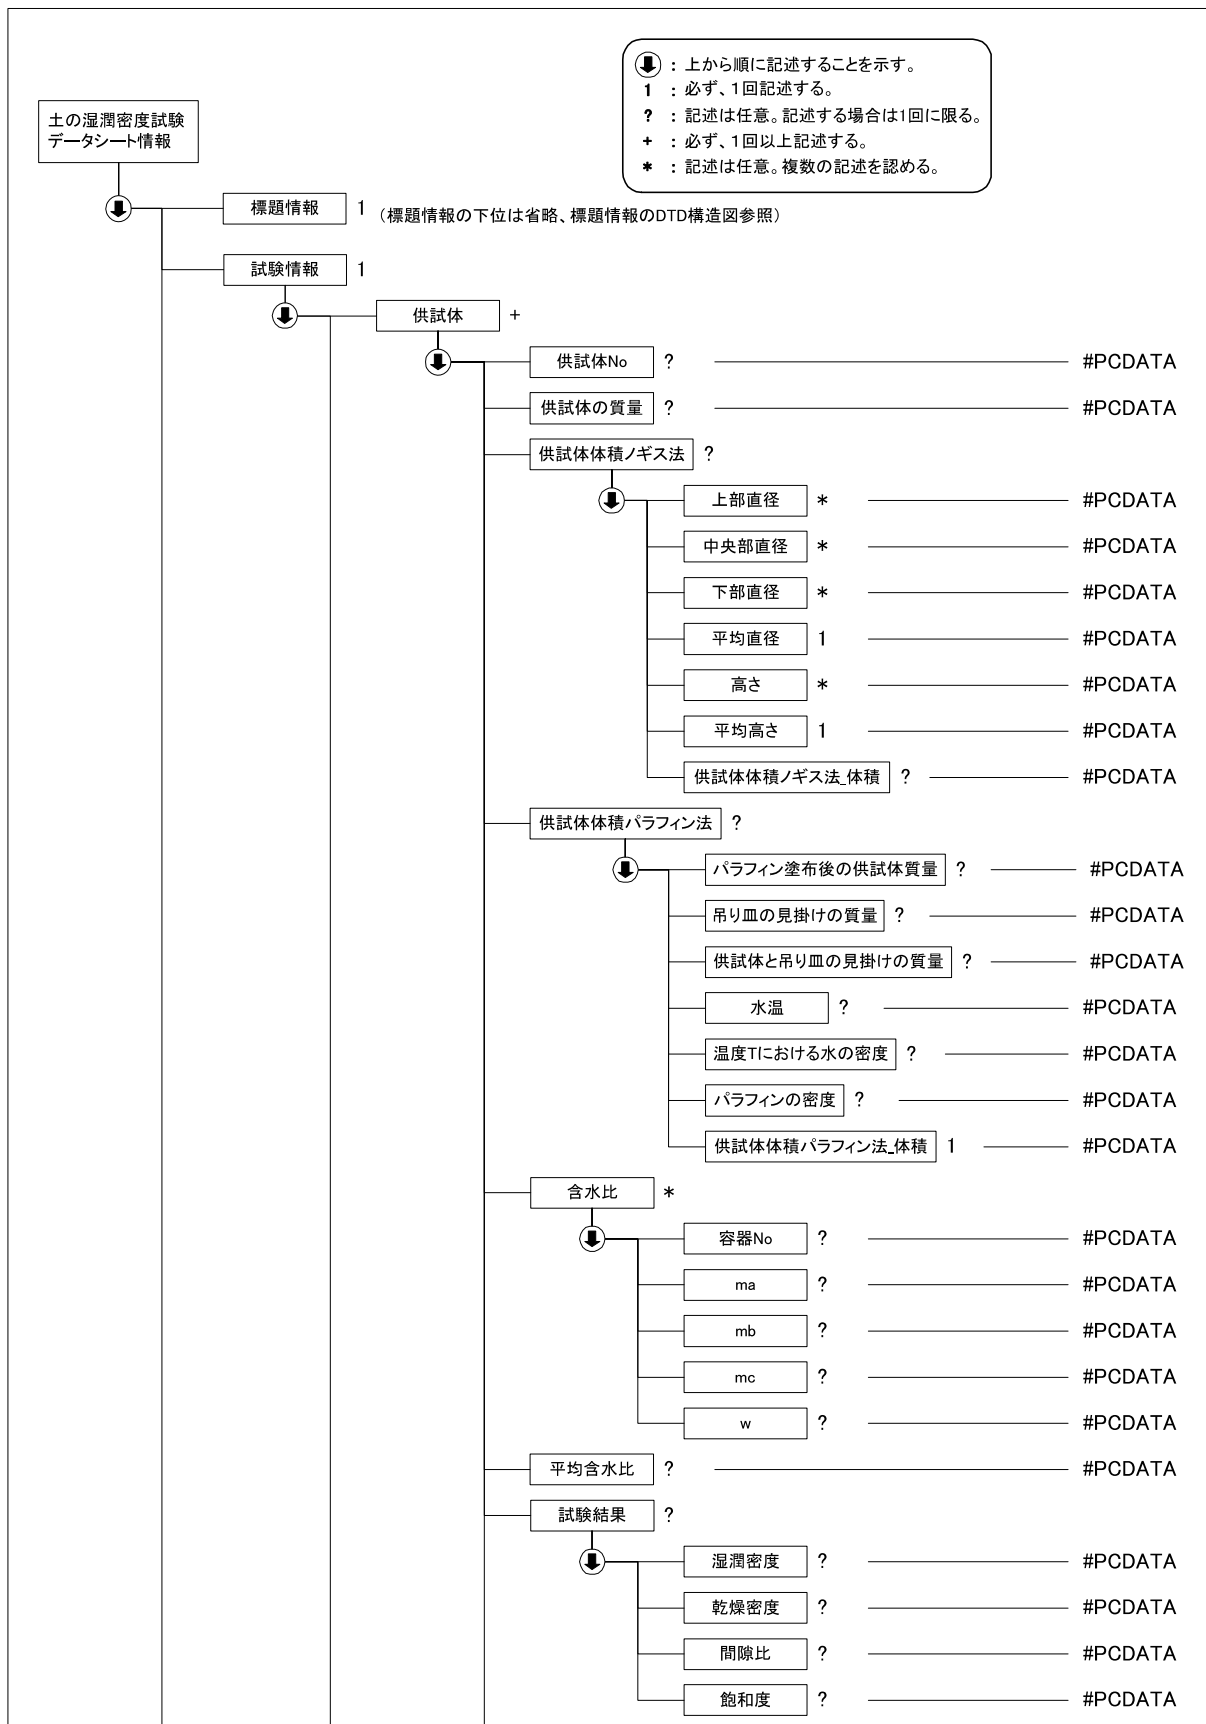 : 上から順に記述することを示す。
1 : 必ず、1回記述する。
? : 記述は任意。記述する場合は1回に限る。
+ : 必ず、1回以上記述する。
* : 記述は任意。複数の記述を認める。
土の湿潤密度試験
データシート情報
標題情報 1 (標題情報の下位は省略、標題情報のDTD構造図参照)
試験情報 1
供試体 +
供試体No ? #PCDATA
供試体の質量 ? #PCDATA
供試体体積ノギス法 ?
上部直径 * #PCDATA
中央部直径 * #PCDATA
下部直径 * #PCDATA
平均直径 1 #PCDATA
高さ * #PCDATA
平均高さ 1 #PCDATA
供試体体積ノギス法_体積 ? #PCDATA
供試体体積パラフィン法 ?
パラフィン塗布後の供試体質量 ? #PCDATA
吊り皿の見掛けの質量 ? #PCDATA
供試体と吊り皿の見掛けの質量 ? #PCDATA
水温 ? #PCDATA
温度Tにおける水の密度 ? #PCDATA
パラフィンの密度 ? #PCDATA
供試体体積パラフィン法_体積 1 #PCDATA
含水比 *
容器No ? #PCDATA
ma ? #PCDATA
mb ? #PCDATA
mc ? #PCDATA
w ? #PCDATA
平均含水比 ? #PCDATA
試験結果 ?
湿潤密度 ? #PCDATA
乾燥密度 ? #PCDATA
間隙比 ? #PCDATA
飽和度 ? #PCDATA